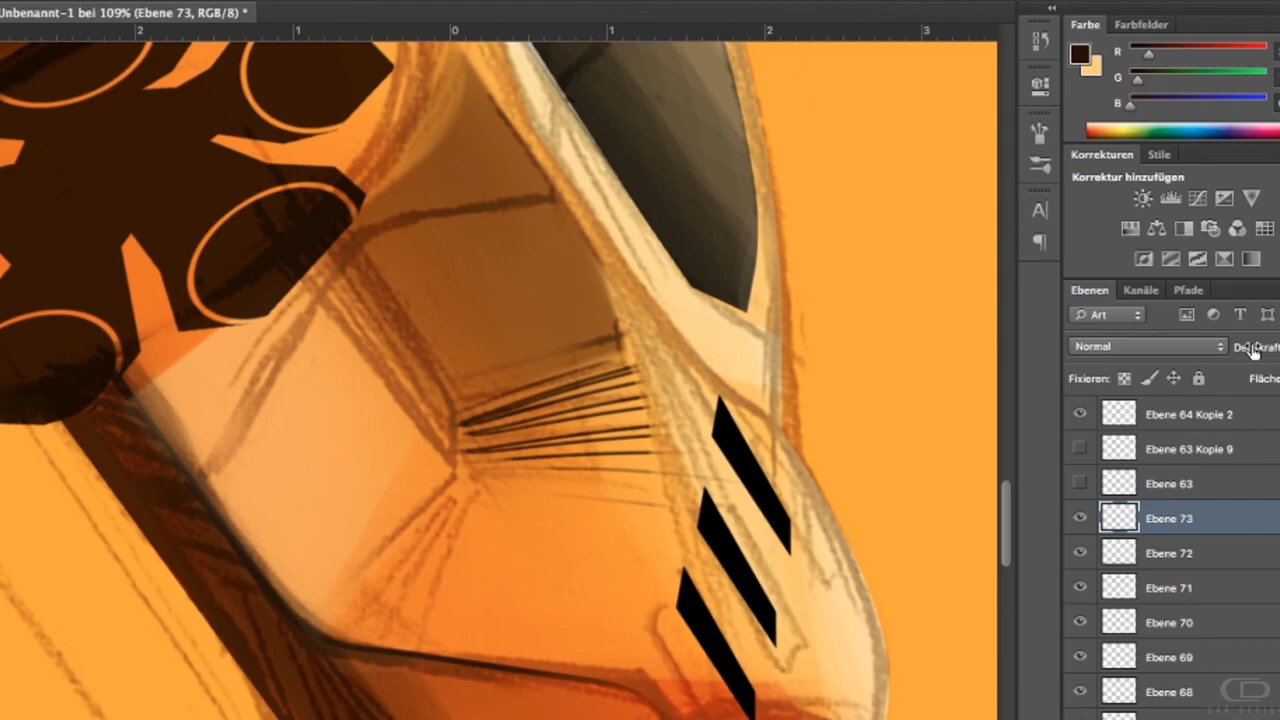 Unbenannt-1 bei 109% (Ebene 73, RGB/8) *
2 1 0 1 2 3
Farbe Farbfelder
R
G
B
Korrekturen Stile
Korrektur hinzufügen
Ebenen Kanäle Pfade
Art
Normal
Fixieren:
Ebene 64 Kopie 2
Ebene 63 Kopie 9
Ebene 63
Ebene 73
Ebene 72
Ebene 71
Ebene 70
Ebene 69
Ebene 68